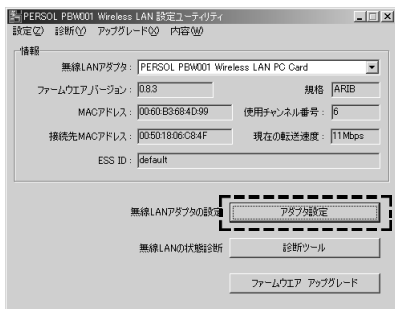 PERSOL PBW001 Wireless LAN 設定ユーティリティ
設定(Z) 診断(Y) アップグレード(X) 内容(W)
情報
無線LANアダプタ: PERSOL PBW001 Wireless LAN PC Card
ファームウエアバージョン: 0.8.3 規格 ARIB
MACアドレス: 00:60:B3:68:4D:99 使用チャンネル番号: 6
接続先MACアドレス: 00:50:18:06:C8:4F 現在の転送速度: 11Mbps
ESS ID: default
無線LANアダプタの設定 アダプタ設定
無線LANの状態診断 診断ツール
ファームウエア アップグレード